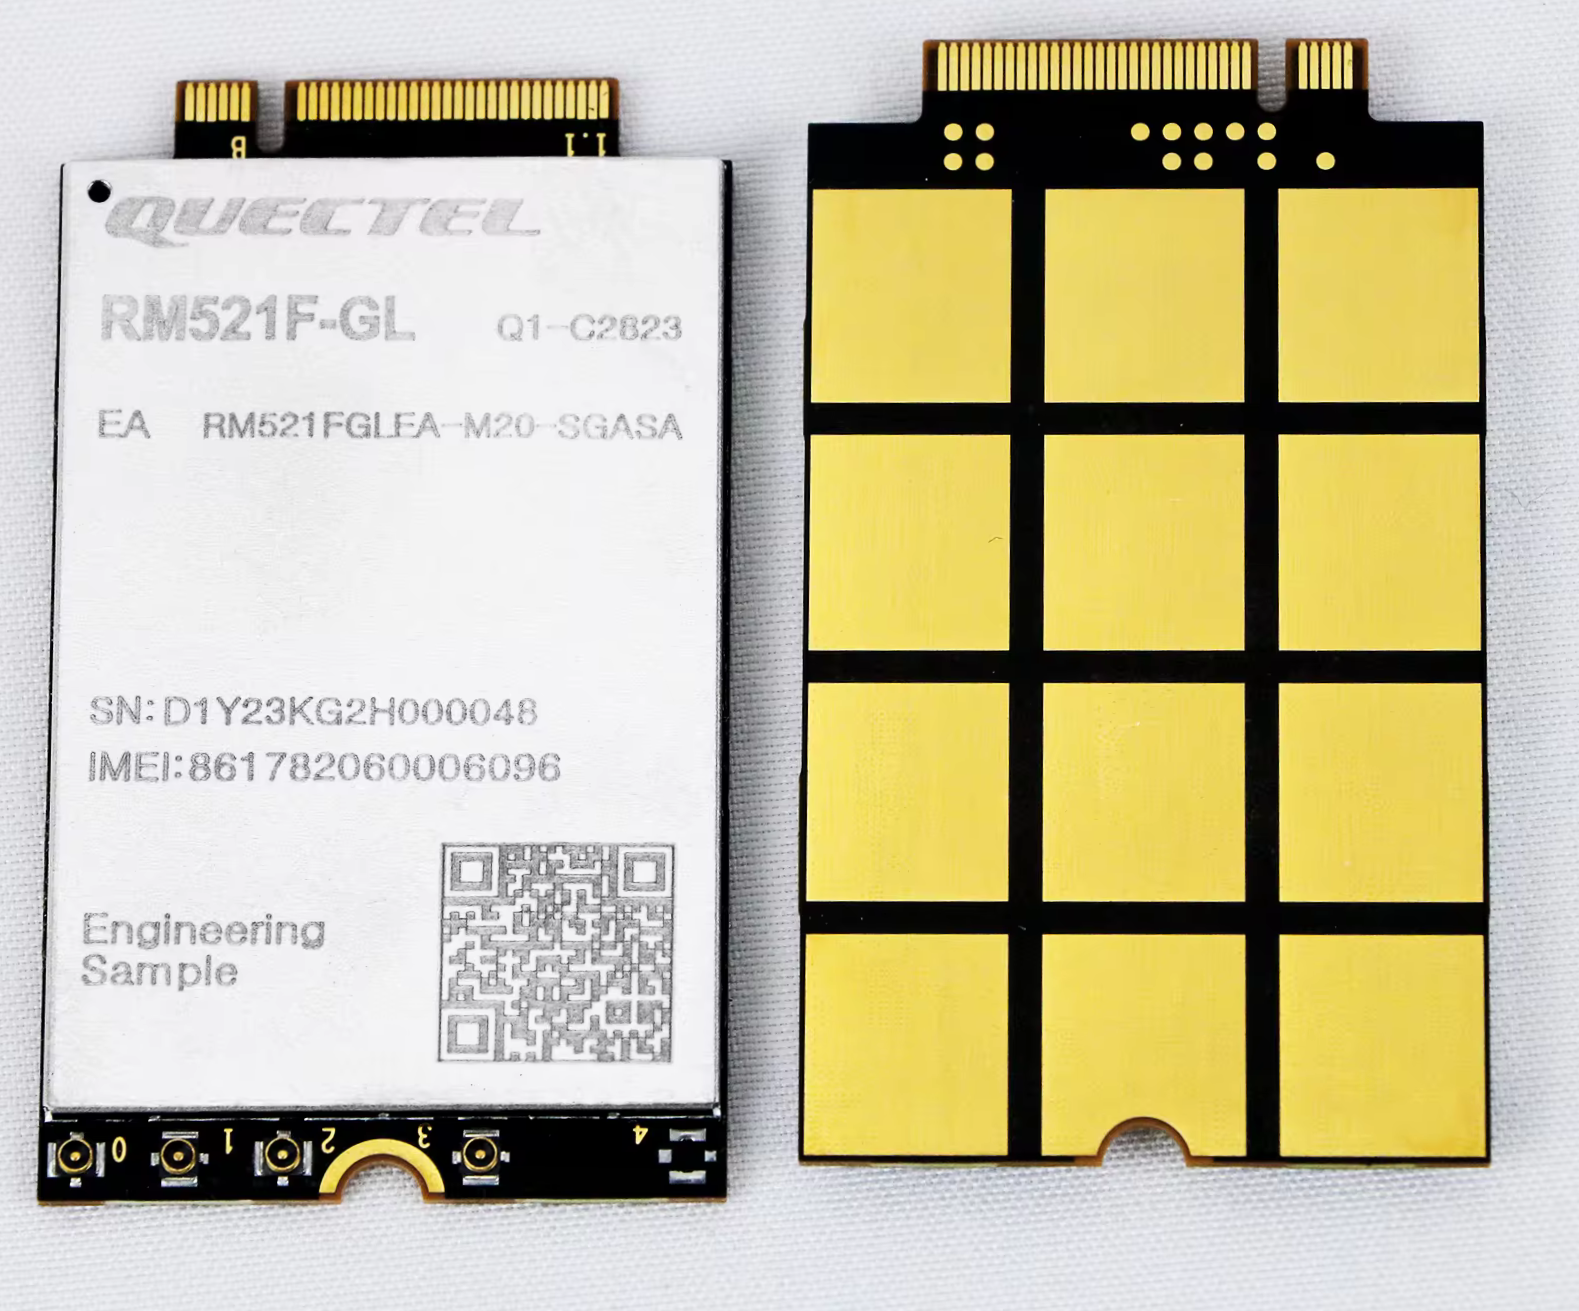 B 1.1
QUECTEL
RM521F-GL Q1-C2823
EA RM521FGLEA-M20-SGASA
SN:D1Y23KG2H000048
IMEI:861782060006096
Engineering
Sample
0 1 2 3 4